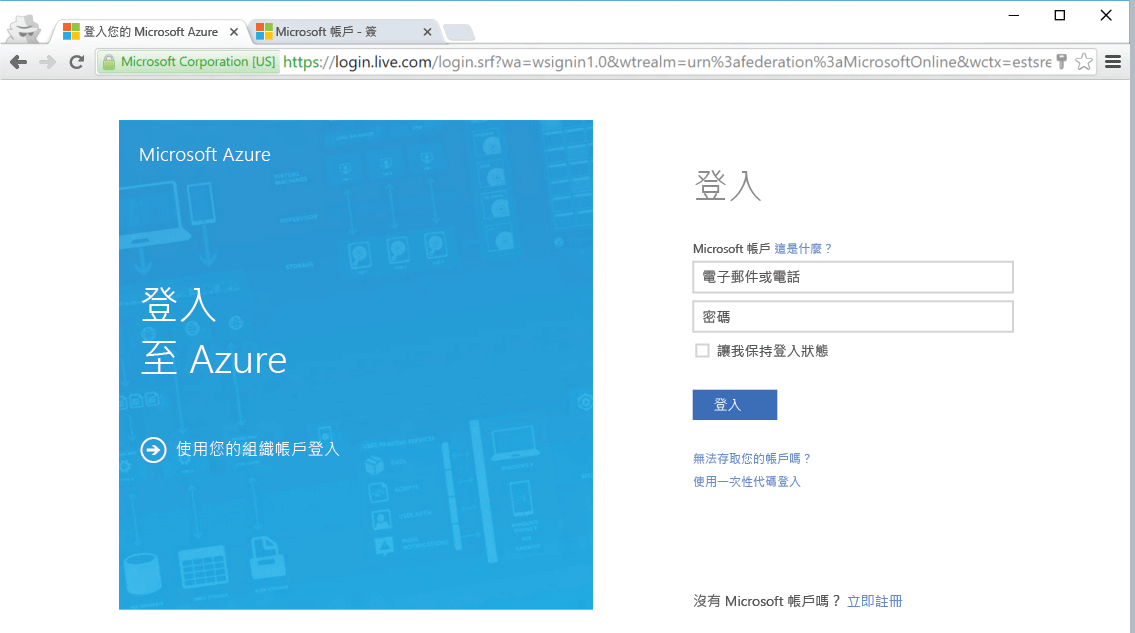 登入您的 Microsoft Azure
Microsoft 帳戶 - 簽
Microsoft Corporation [US] https://login.live.com/login.srf?wa=wsignin1.0&wtrealm=urn%3afederation%3aMicrosoftOnline&wctx=estsre
Microsoft Azure
登入
至 Azure
使用您的組織帳戶登入
登入
Microsoft 帳戶 這是什麼？
電子郵件或電話
密碼
讓我保持登入狀態
登入
無法存取您的帳戶嗎？
使用一次性代碼登入
沒有 Microsoft 帳戶嗎？ 立即註冊